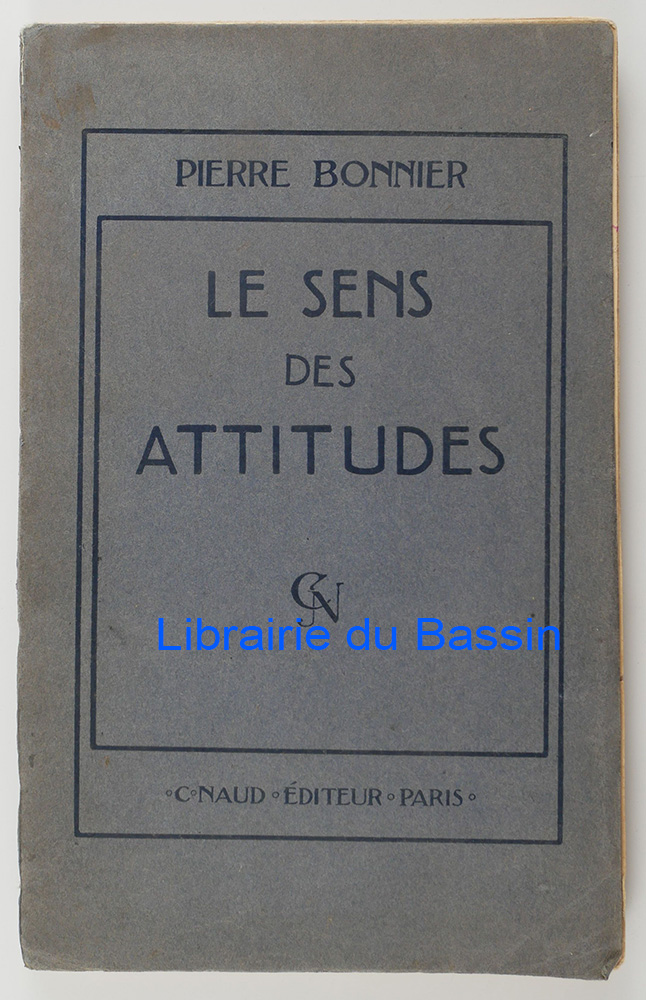 PIERRE BONNIER
LE SENS
DES
ATTITUDES
CN
Librairie du Bassin
°C°NAUD°ÉDITEUR°PARIS°